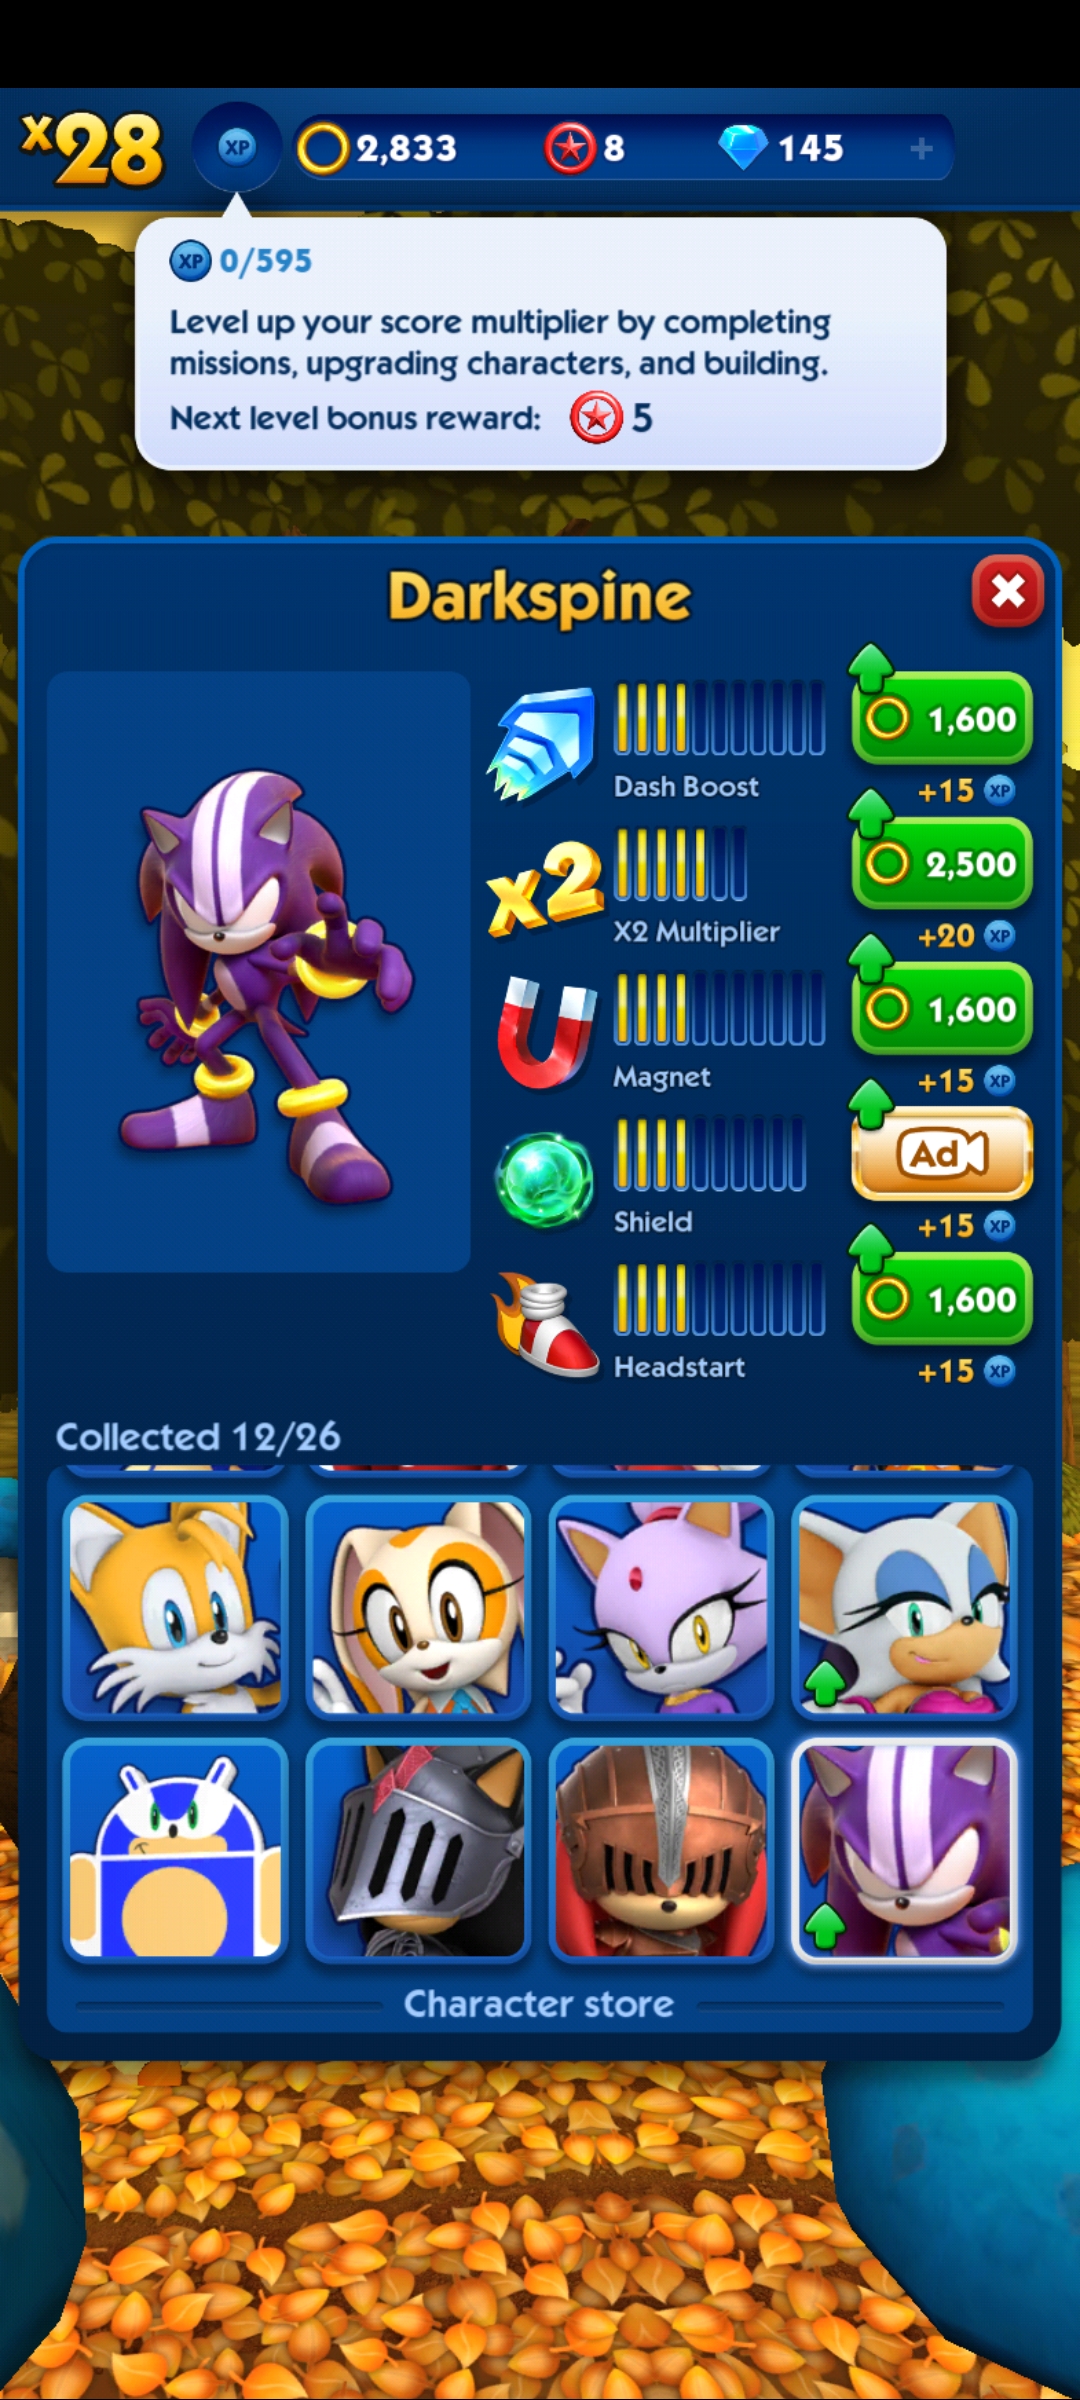 x28
XP
2,833
8
145
+
XP 0/595
Level up your score multiplier by completing
missions, upgrading characters, and building.
Next level bonus reward: 5
Darkspine
1,600
Dash Boost
+15 XP
x2
2,500
X2 Multiplier
+20 XP
1,600
Magnet
+15 XP
Ad
Shield
+15 XP
1,600
Headstart
+15 XP
Collected 12/26
Character store